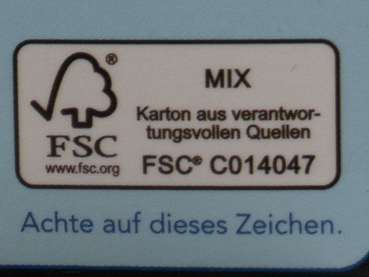 ®
FSC
www.fsc.org
MIX
Karton aus verantwor-
tungsvollen Quellen
FSC® C014047
Achte auf dieses Zeichen.